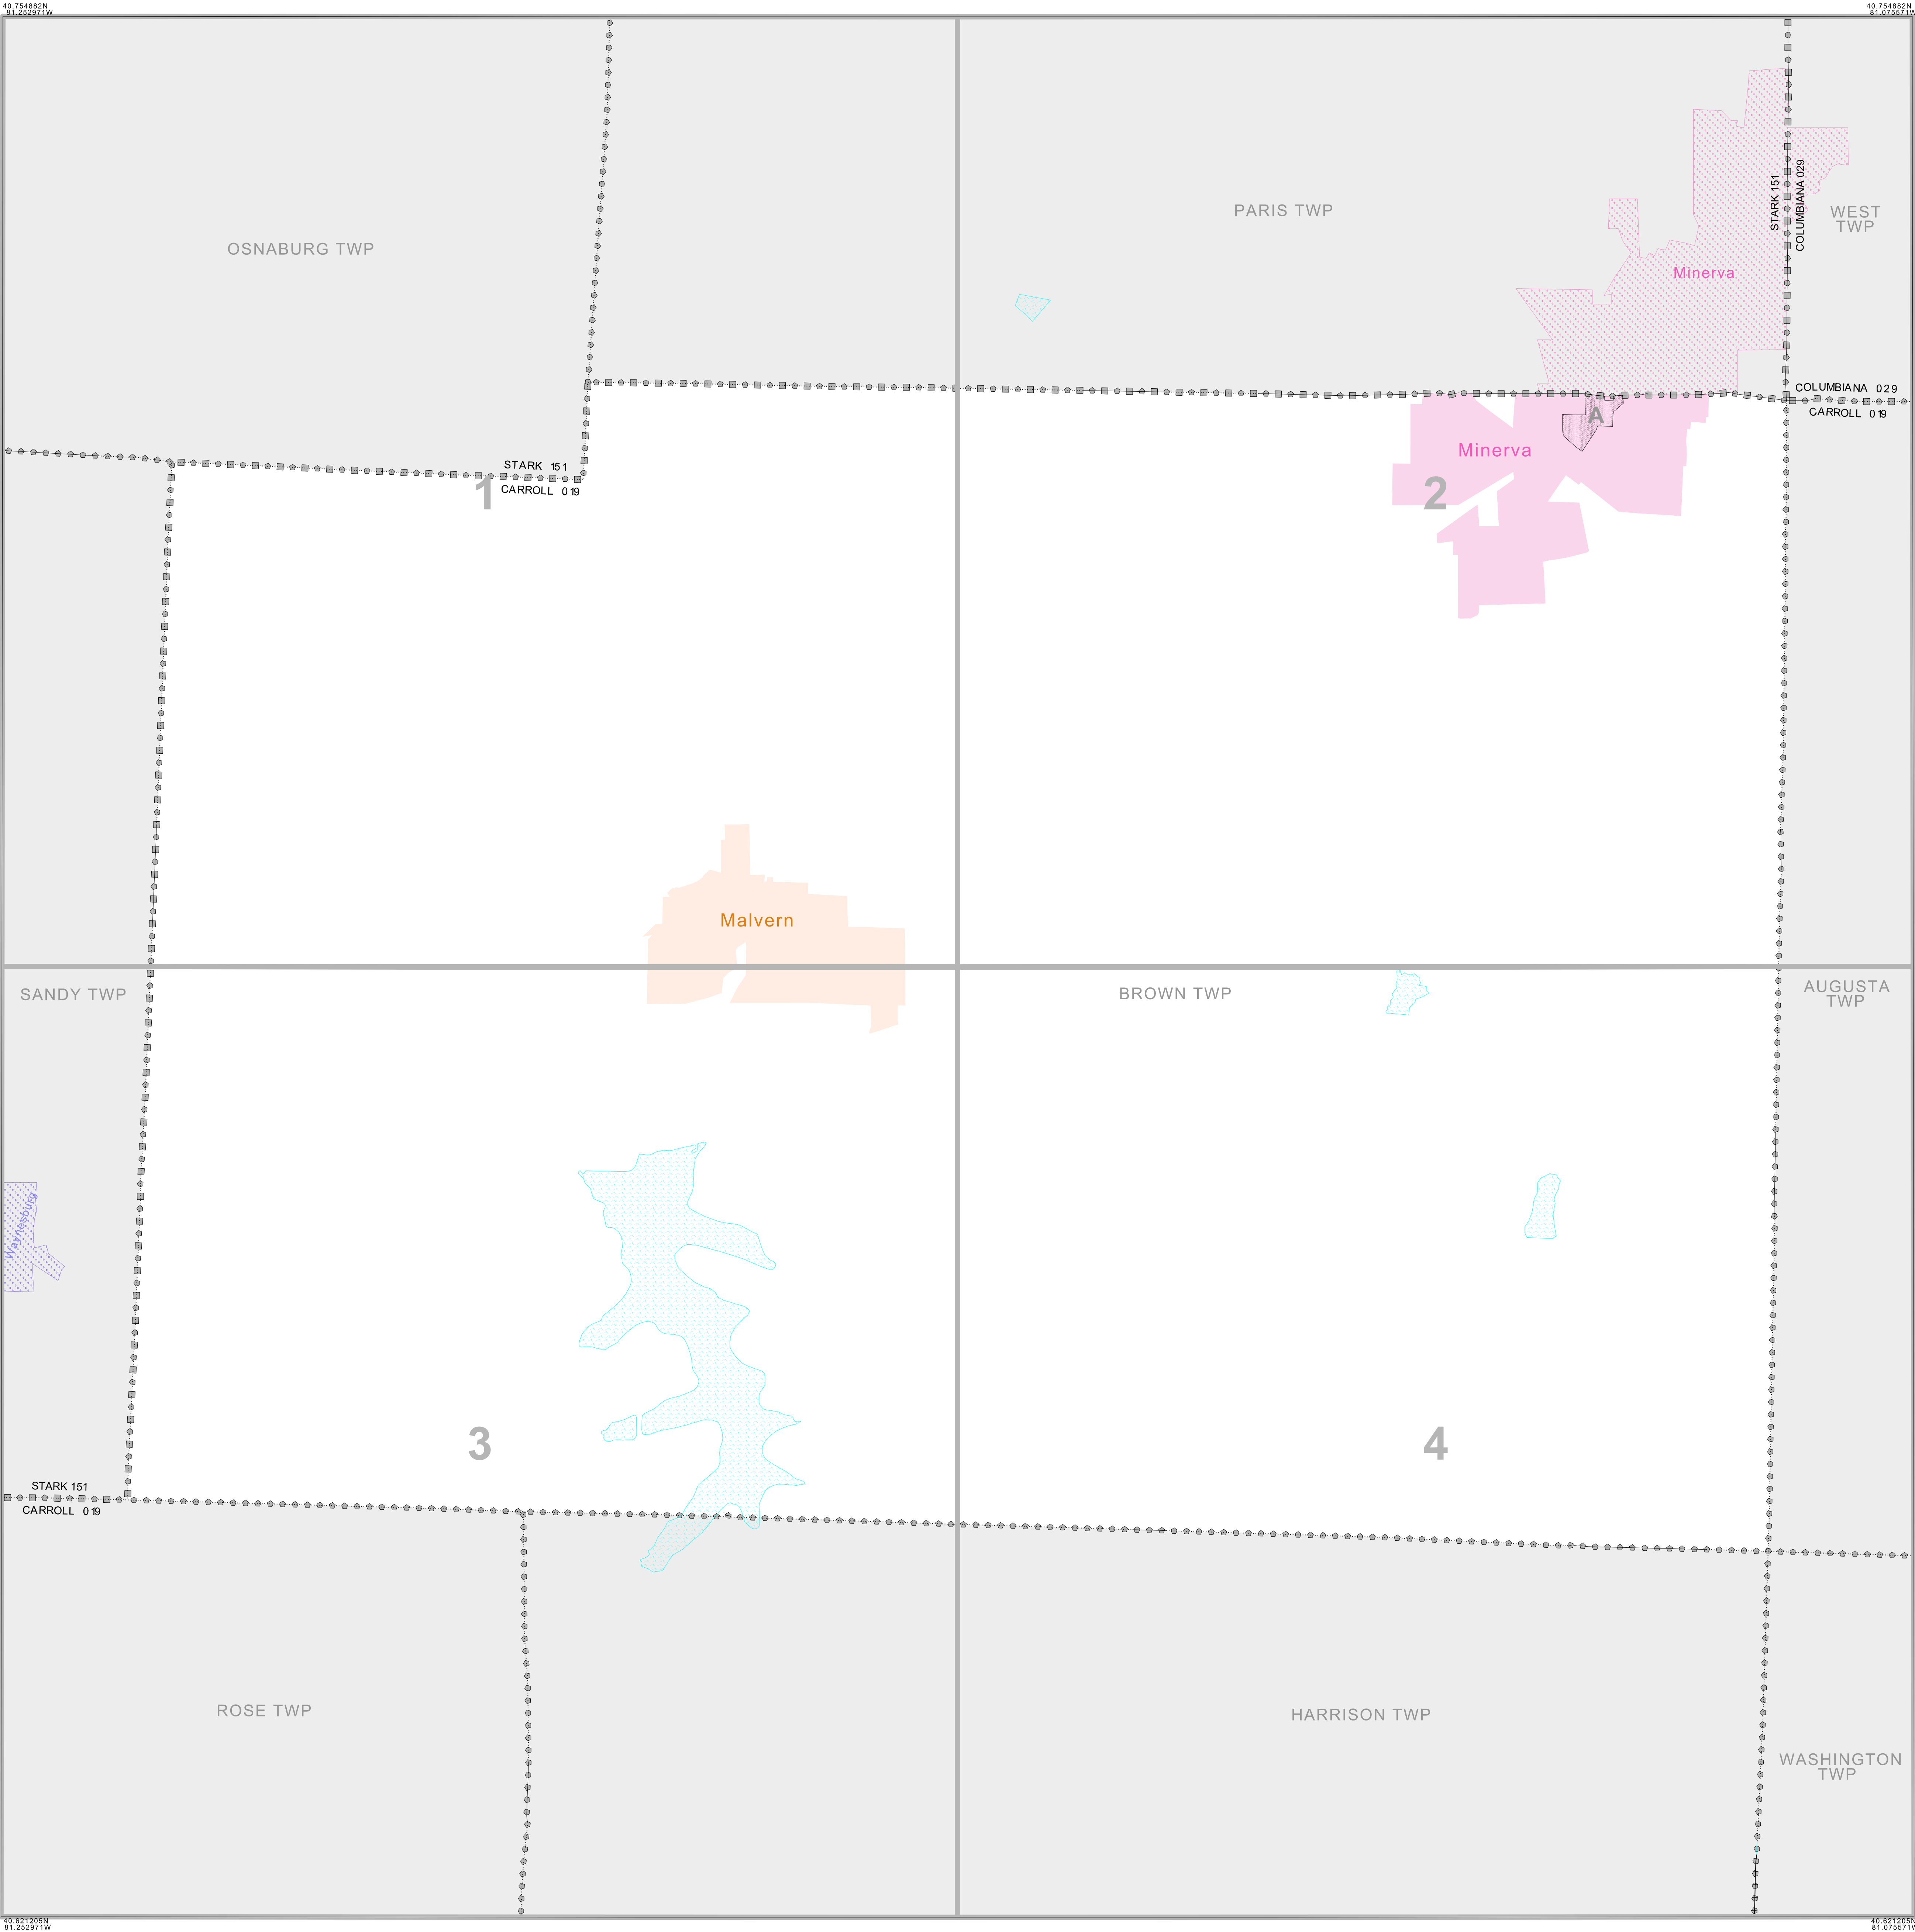 40.754882N
81.252971W
40.754882N
81.075571W
OSNABURG TWP
PARIS TWP
STARK 151
COLUMBIANA 029
WEST
TWP
Minerva
COLUMBIANA 029
CARROLL 019
A
Minerva
STARK 151
CARROLL 019
1
2
Malvern
SANDY TWP
BROWN TWP
AUGUSTA
TWP
Waynesburg
3
4
STARK 151
CARROLL 019
ROSE TWP
HARRISON TWP
WASHINGTON
TWP
40.621205N
81.252971W
40.621205N
81.075571W